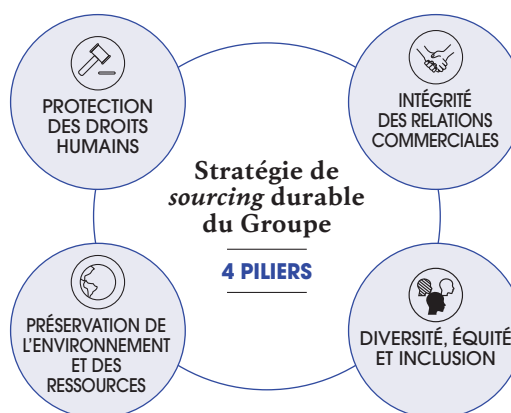 PROTECTION
DES DROITS
HUMAINS
INTÉGRITÉ
DES RELATIONS
COMMERCIALES
Stratégie de
sourcing durable
du Groupe
4 PILIERS
PRÉSERVATION DE
L'ENVIRONNEMENT
ET DES
RESSOURCES
DIVERSITÉ, ÉQUITÉ
ET INCLUSION